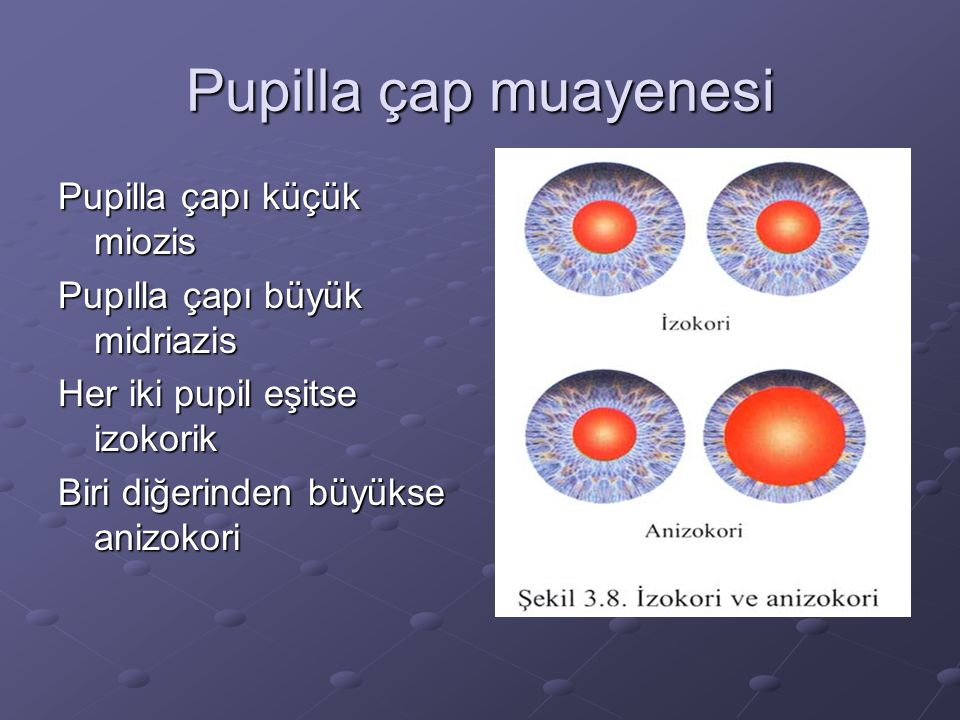 Pupilla çap muayenesi
Pupilla çapı küçük
miozis
Pupılla çapı büyük
midriazis
Her iki pupil eşitse
izokorik
Biri diğerinden büyükse
anizokori
İzokori
Anizokori
Şekil 3.8. İzokori ve anizokori